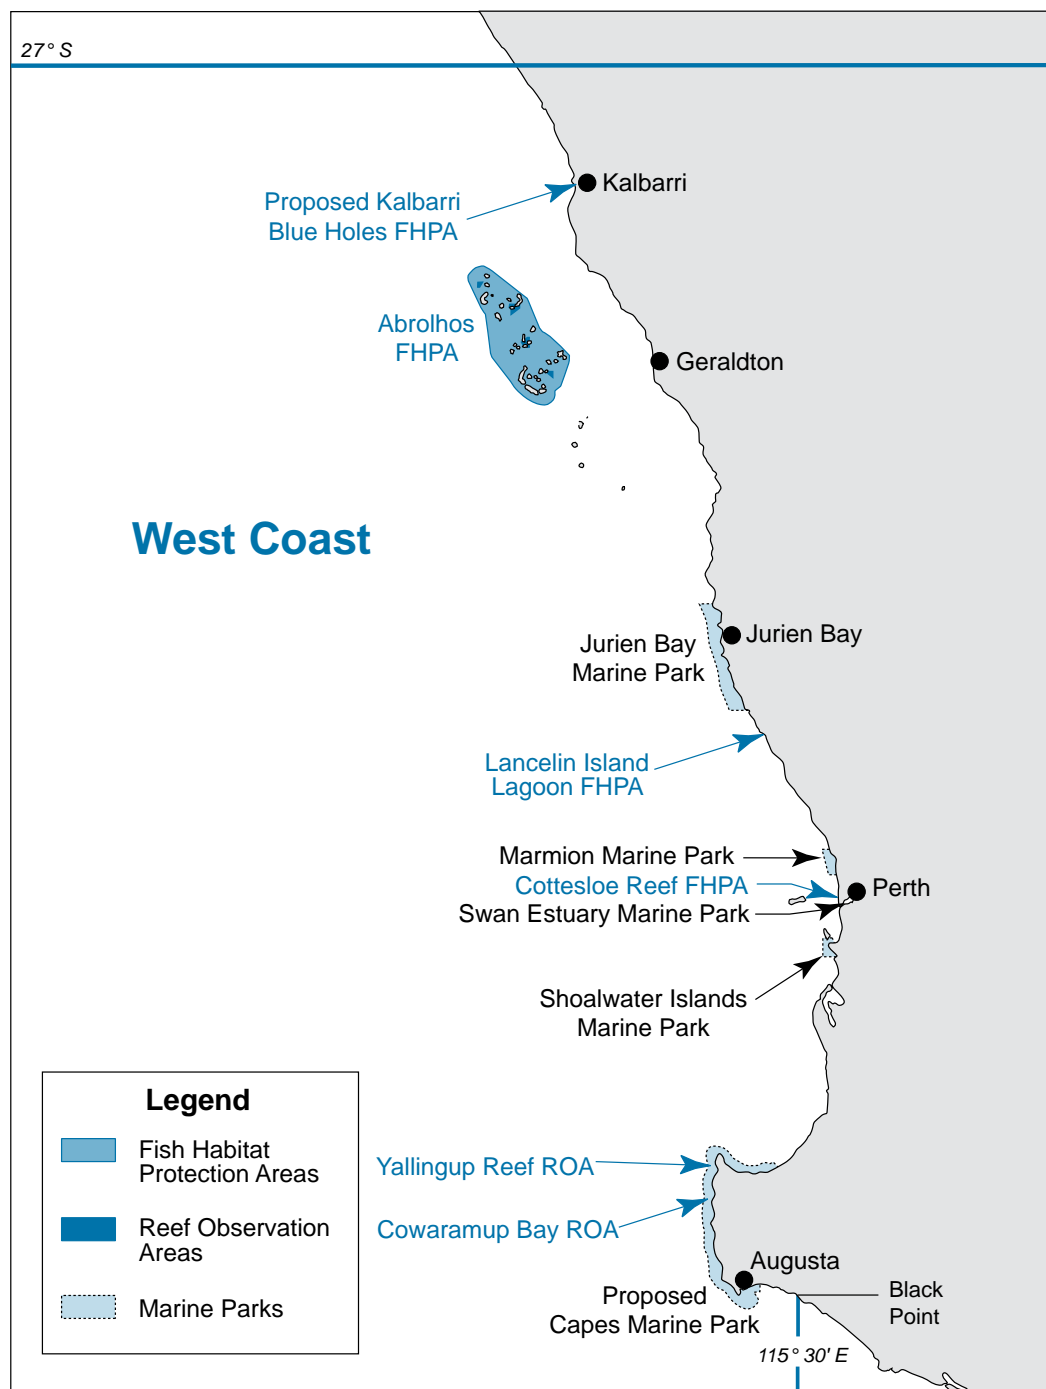 27° S
Kalbarri
Proposed Kalbarri
Blue Holes FHPA
Abrolhos
FHPA
Geraldton
West Coast
Jurien Bay
Jurien Bay
Marine Park
Lancelin Island
Lagoon FHPA
Marmion Marine Park
Cottesloe Reef FHPA
Perth
Swan Estuary Marine Park
Shoalwater Islands
Marine Park
Legend
Fish Habitat
Protection Areas
Reef Observation
Areas
Marine Parks
Yallingup Reef ROA
Cowaramup Bay ROA
Augusta
Proposed
Capes Marine Park
Black
Point
115° 30' E